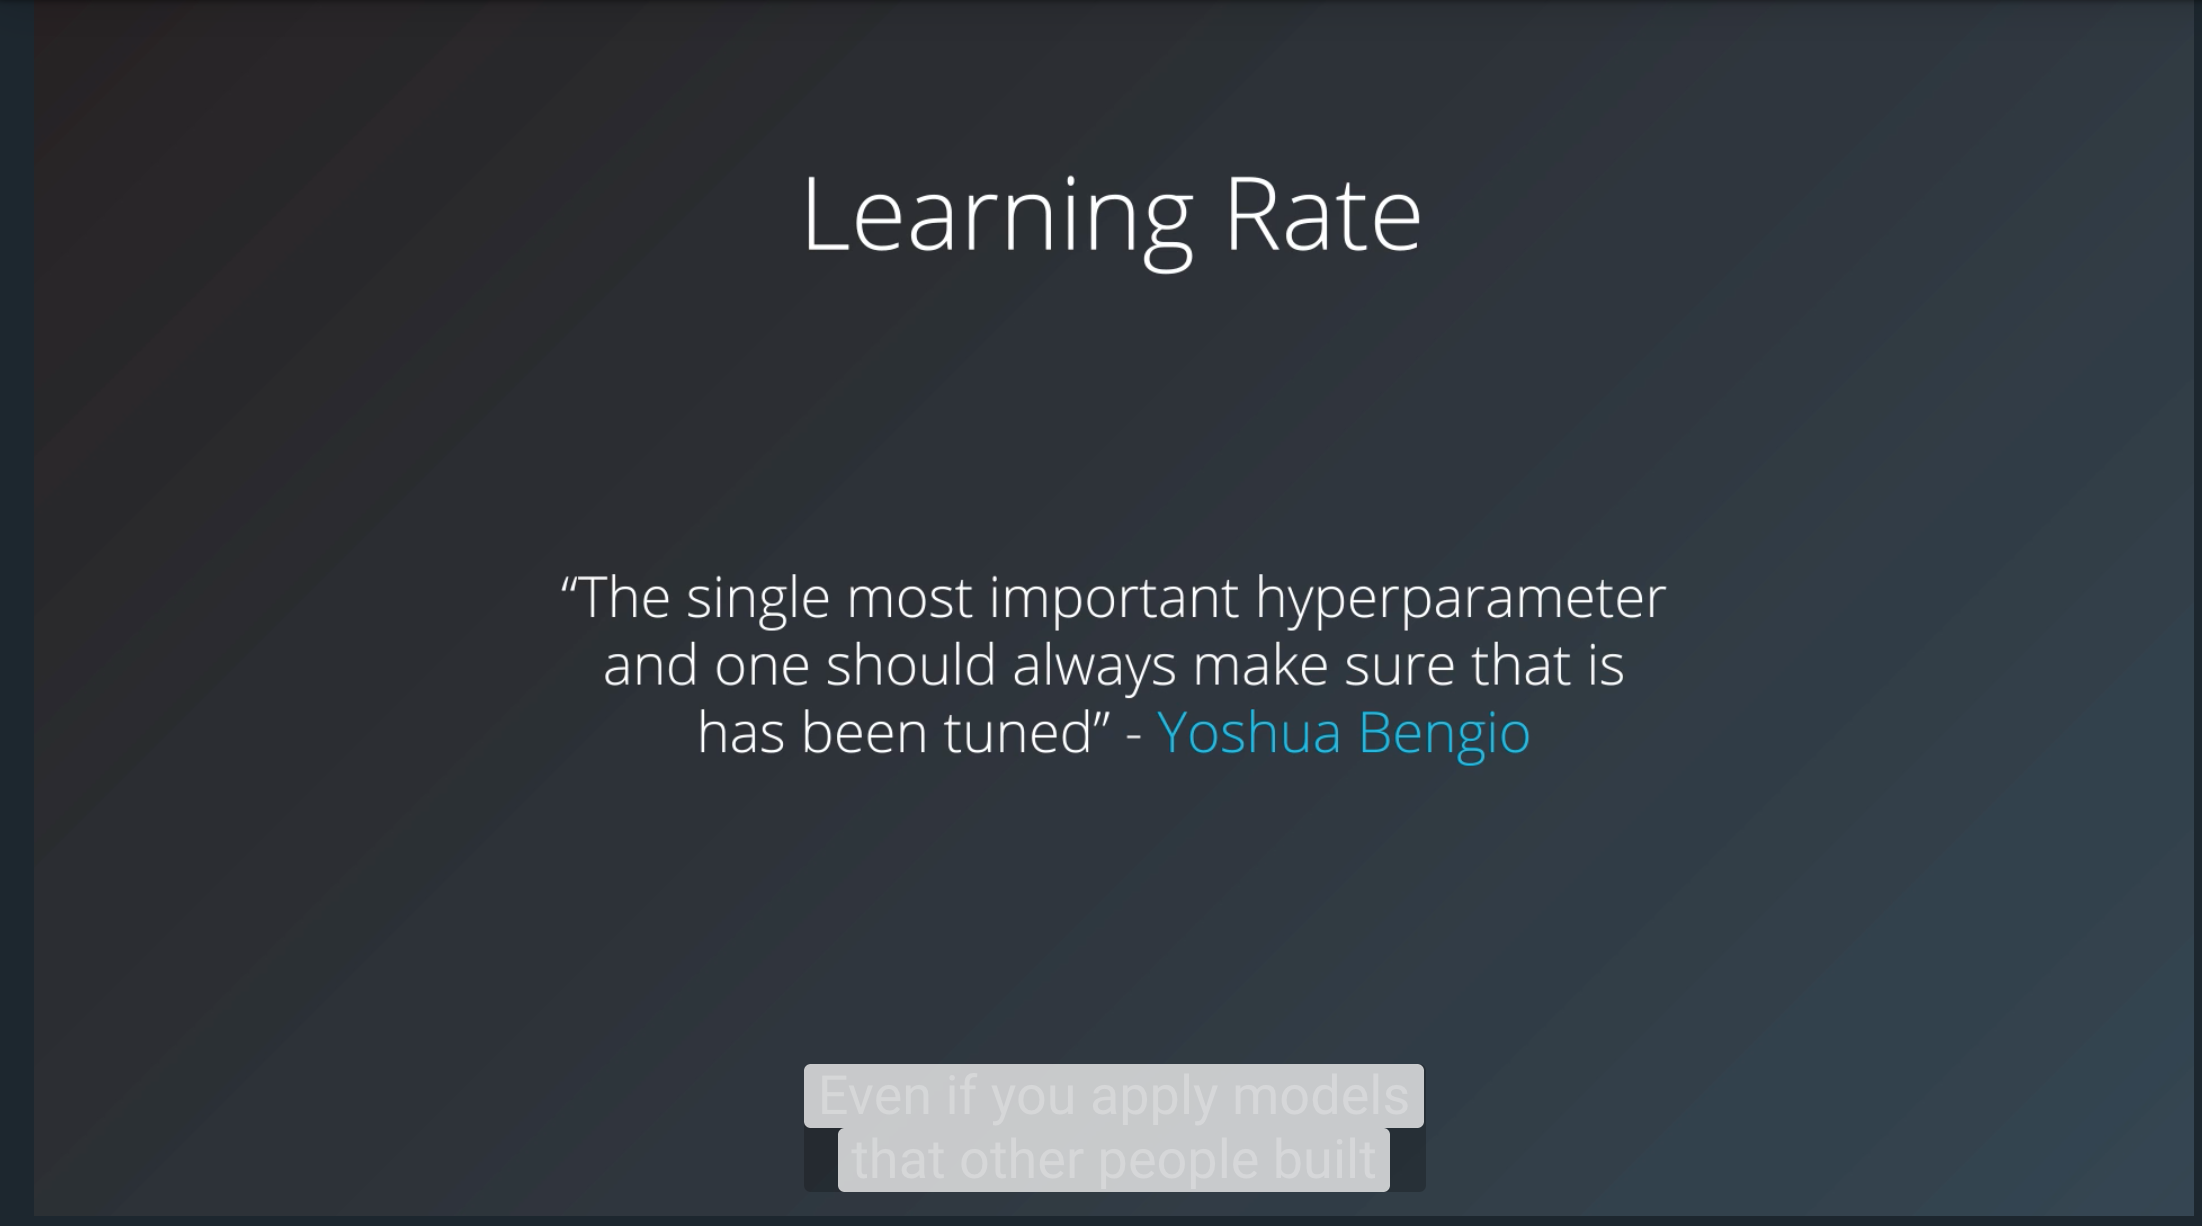 Learning Rate
“The single most important hyperparameter
and one should always make sure that is
has been tuned” - Yoshua Bengio
Even if you apply models
that other people built